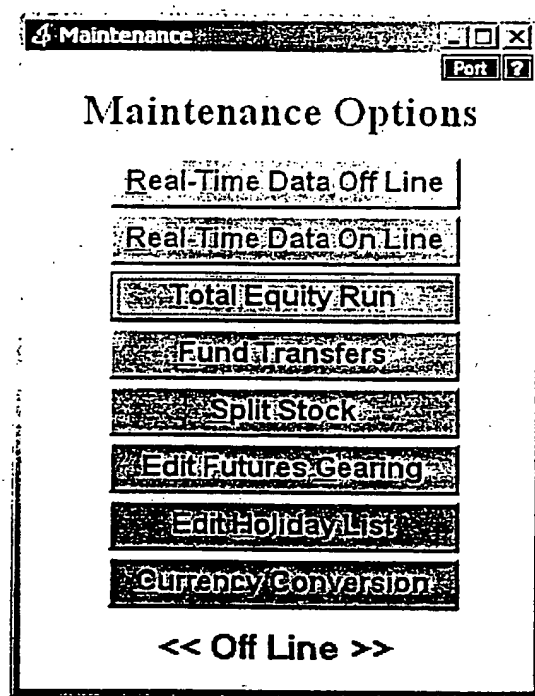 Maintenance
Port ?
Maintenance Options
Real-Time Data Off Line
Real-Time Data On Line
Total Equity Run
Fund Transfers
Split Stock
Edit Futures Gearing
Edit Holiday List
Currency Conversion
<< Off Line >>